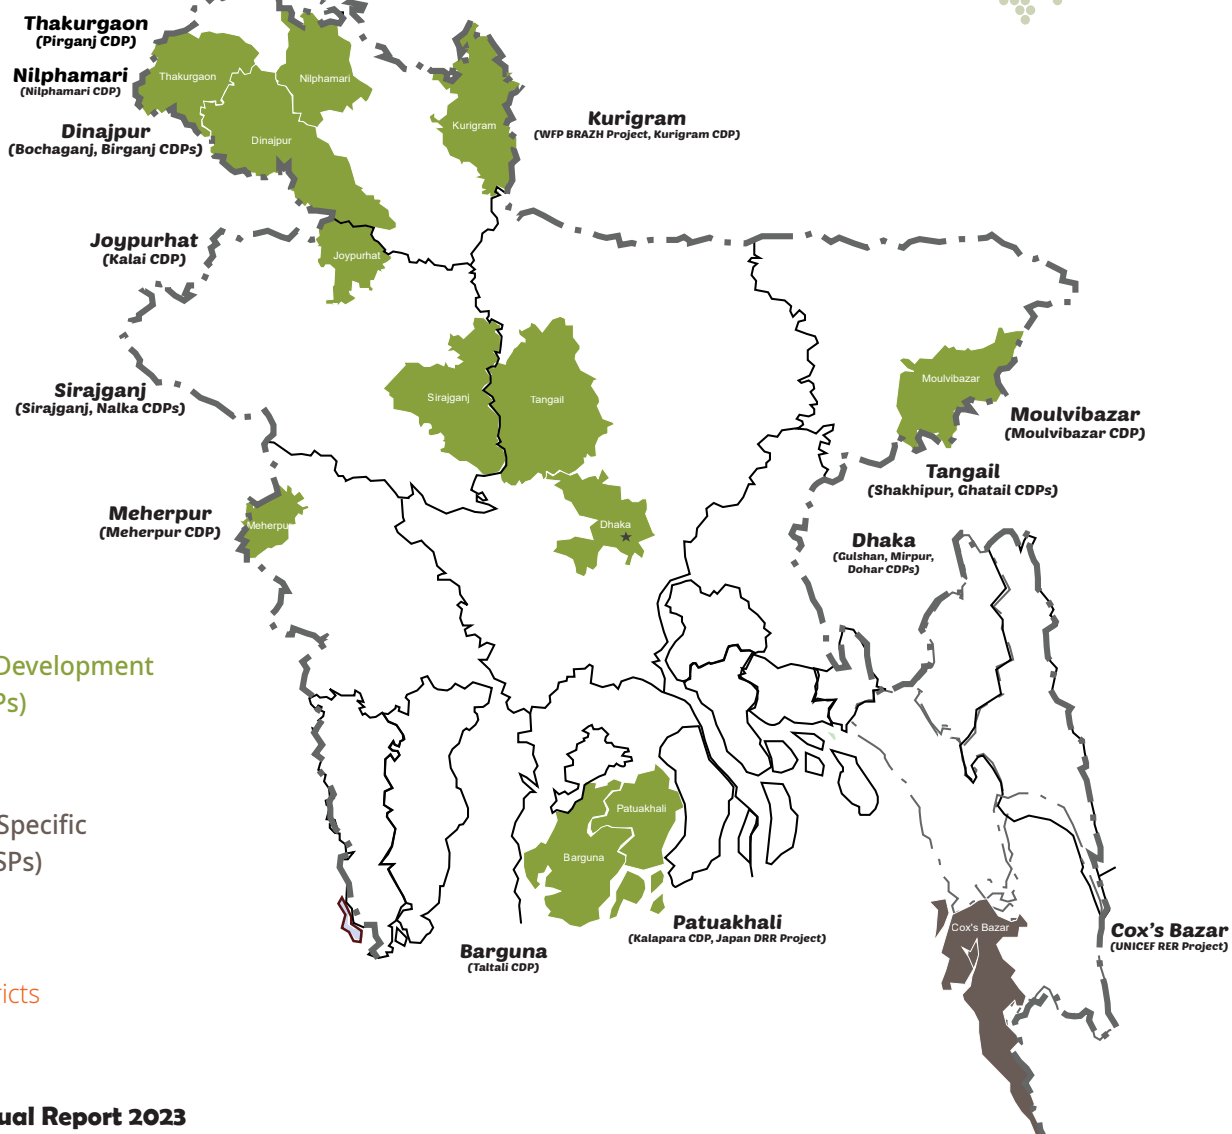 Thakurgaon
(Pirganj CDP)
Nilphamari
(Nilphamari CDP)
Dinajpur
(Bochaganj, Birganj CDPs)
Thakurgaon
Nilphamari
Dinajpur
Kurigram
Kurigram
(WFP BRAZH Project, Kurigram CDP)
Joypurhat
(Kalai CDP)
Joypurhat
Sirajganj
(Sirajganj, Nalka CDPs)
Sirajganj
Tangail
Moulvibazar
Moulvibazar
(Moulvibazar CDP)
Tangail
(Shakhipur, Ghatail CDPs)
Meherpur
(Meherpur CDP)
Meherpur
Dhaka
Dhaka
(Gulshan, Mirpur,
Dohar CDPs)
Development
Ps)
Specific
SPs)
ricts
Patuakhali
Barguna
Patuakhali
(Kalapara CDP, Japan DRR Project)
Barguna
(Taltali CDP)
Cox's Bazar
Cox's Bazar
(UNICEF RER Project)
ual Report 2023